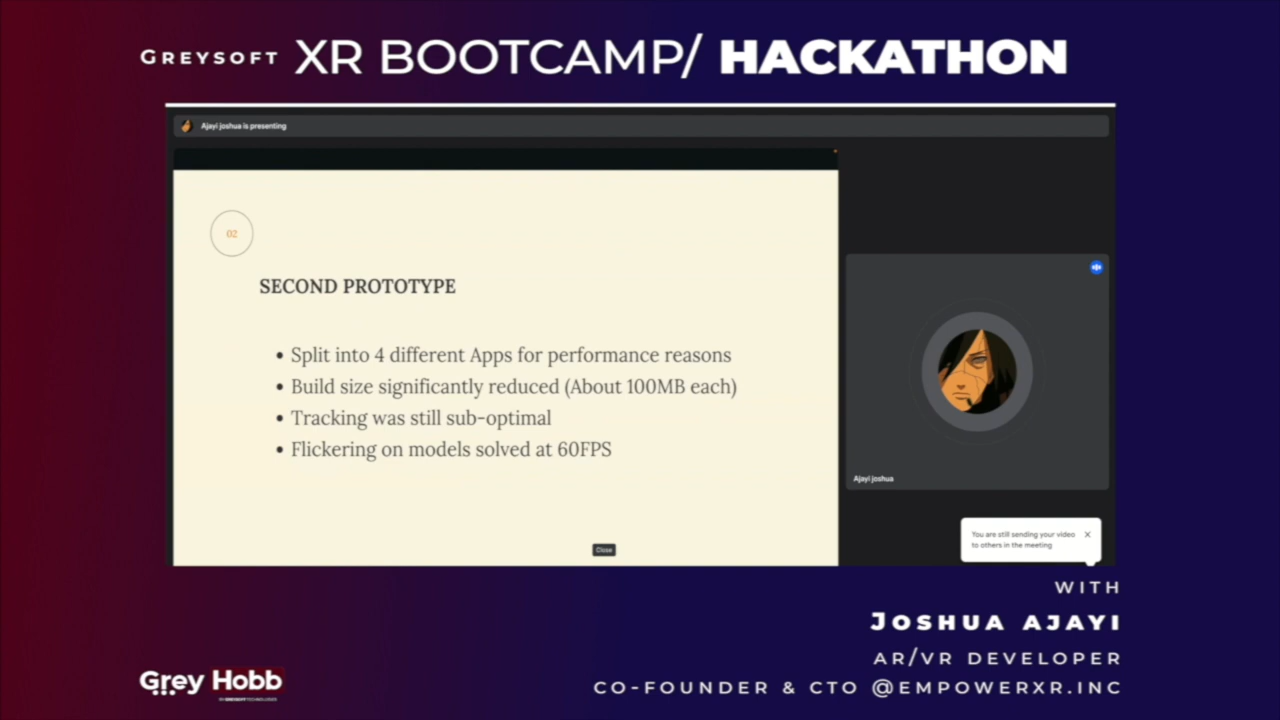 GREYSOFT XR BOOTCAMP/ HACKATHON
Ajayi joshua is presenting
02
SECOND PROTOTYPE
• Split into 4 different Apps for performance reasons
• Build size significantly reduced (About 100MB each)
• Tracking was still sub-optimal
• Flickering on models solved at 60FPS
Close
Ajayi joshua
You are still sending your video
to others in the meeting
WITH
JOSHUA AJAYI
AR/VR DEVELOPER
CO-FOUNDER & CTO @EMPOWERXR.INC
Grey Hobb
BY GREYSOFT TECHNOLOGIES